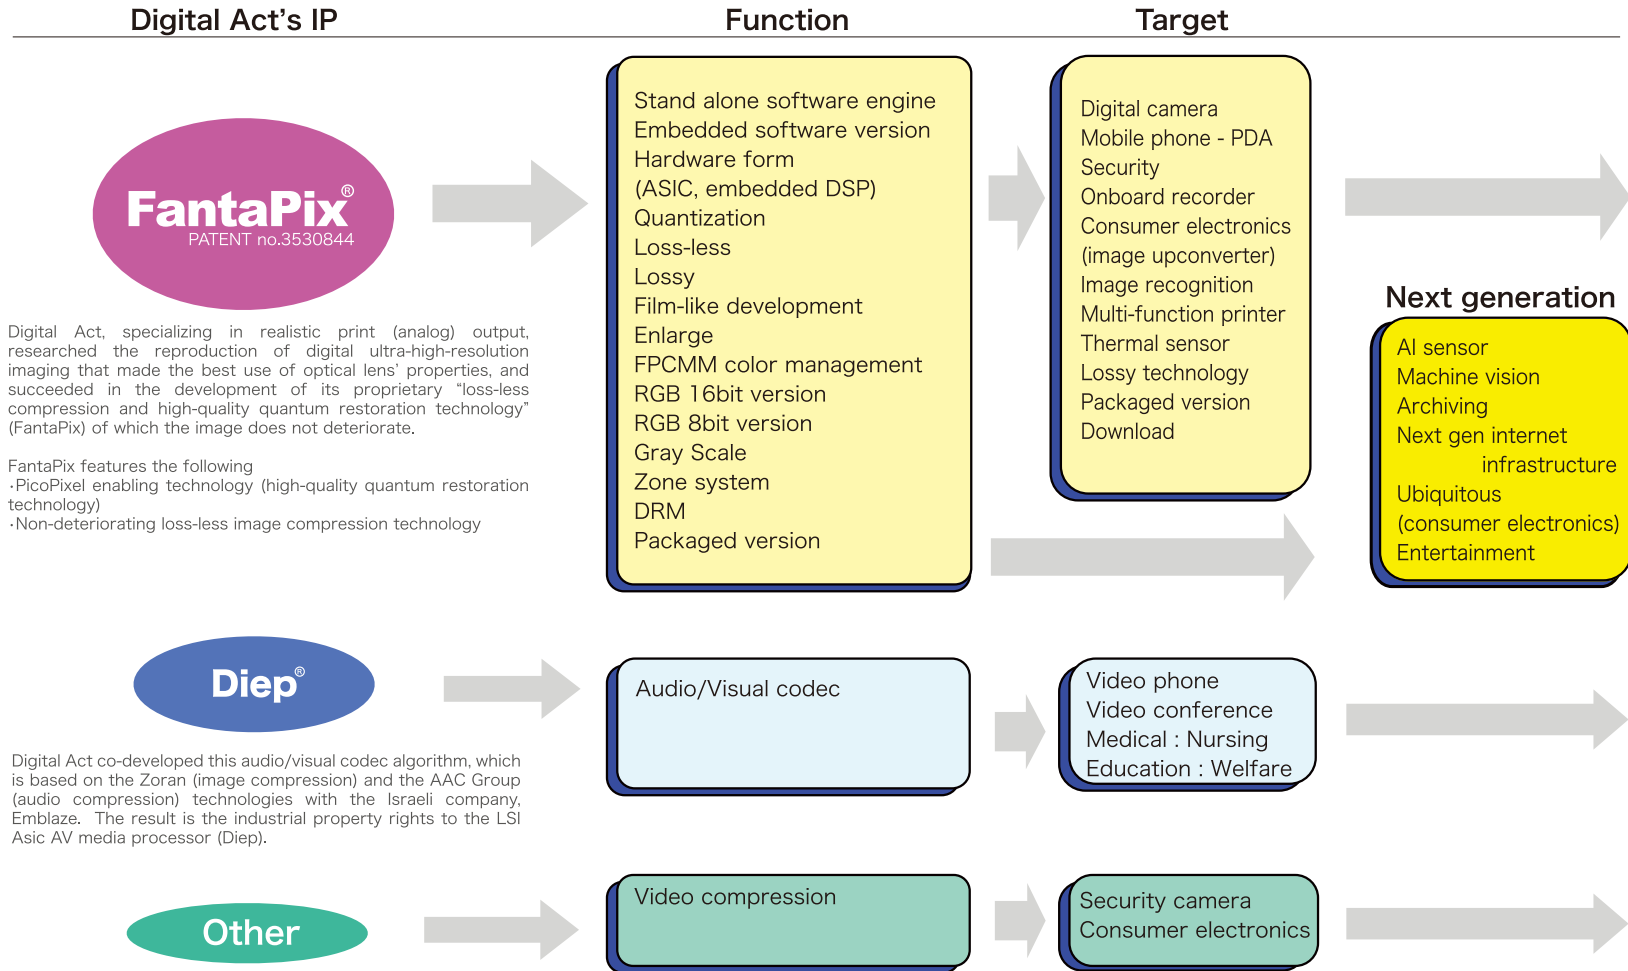 Digital Act's IP
Function
Target
FantaPix®
PATENT no.3530844
Digital Act, specializing in realistic print (analog) output,
researched the reproduction of digital ultra-high-resolution
imaging that made the best use of optical lens' properties, and
succeeded in the development of its proprietary “loss-less
compression and high-quality quantum restoration technology”
(FantaPix) of which the image does not deteriorate.
FantaPix features the following
・PicoPixel enabling technology (high-quality quantum restoration
technology)
・Non-deteriorating loss-less image compression technology
Stand alone software engine
Embedded software version
Hardware form
(ASIC, embedded DSP)
Quantization
Loss-less
Lossy
Film-like development
Enlarge
FPCMM color management
RGB 16bit version
RGB 8bit version
Gray Scale
Zone system
DRM
Packaged version
Digital camera
Mobile phone - PDA
Security
Onboard recorder
Consumer electronics
(image upconverter)
Image recognition
Multi-function printer
Thermal sensor
Lossy technology
Packaged version
Download
Next generation
AI sensor
Machine vision
Archiving
Next gen internet
infrastructure
Ubiquitous
(consumer electronics)
Entertainment
Diep®
Digital Act co-developed this audio/visual codec algorithm, which
is based on the Zoran (image compression) and the AAC Group
(audio compression) technologies with the Israeli company,
Emblaze. The result is the industrial property rights to the LSI
Asic AV media processor (Diep).
Audio/Visual codec
Video phone
Video conference
Medical : Nursing
Education : Welfare
Other
Video compression
Security camera
Consumer electronics